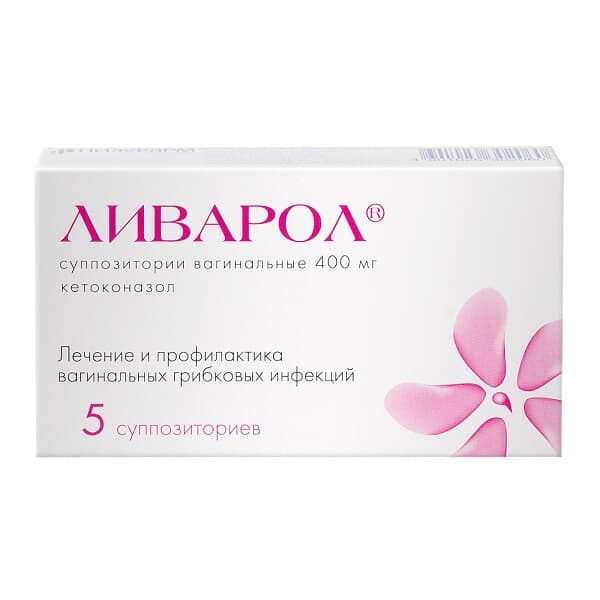 ЛИВАРОЛ®
суппозитории вагинальные 400 мг
кетоконазол
Лечение и профилактика
вагинальных грибковых инфекций
5 суппозиториев